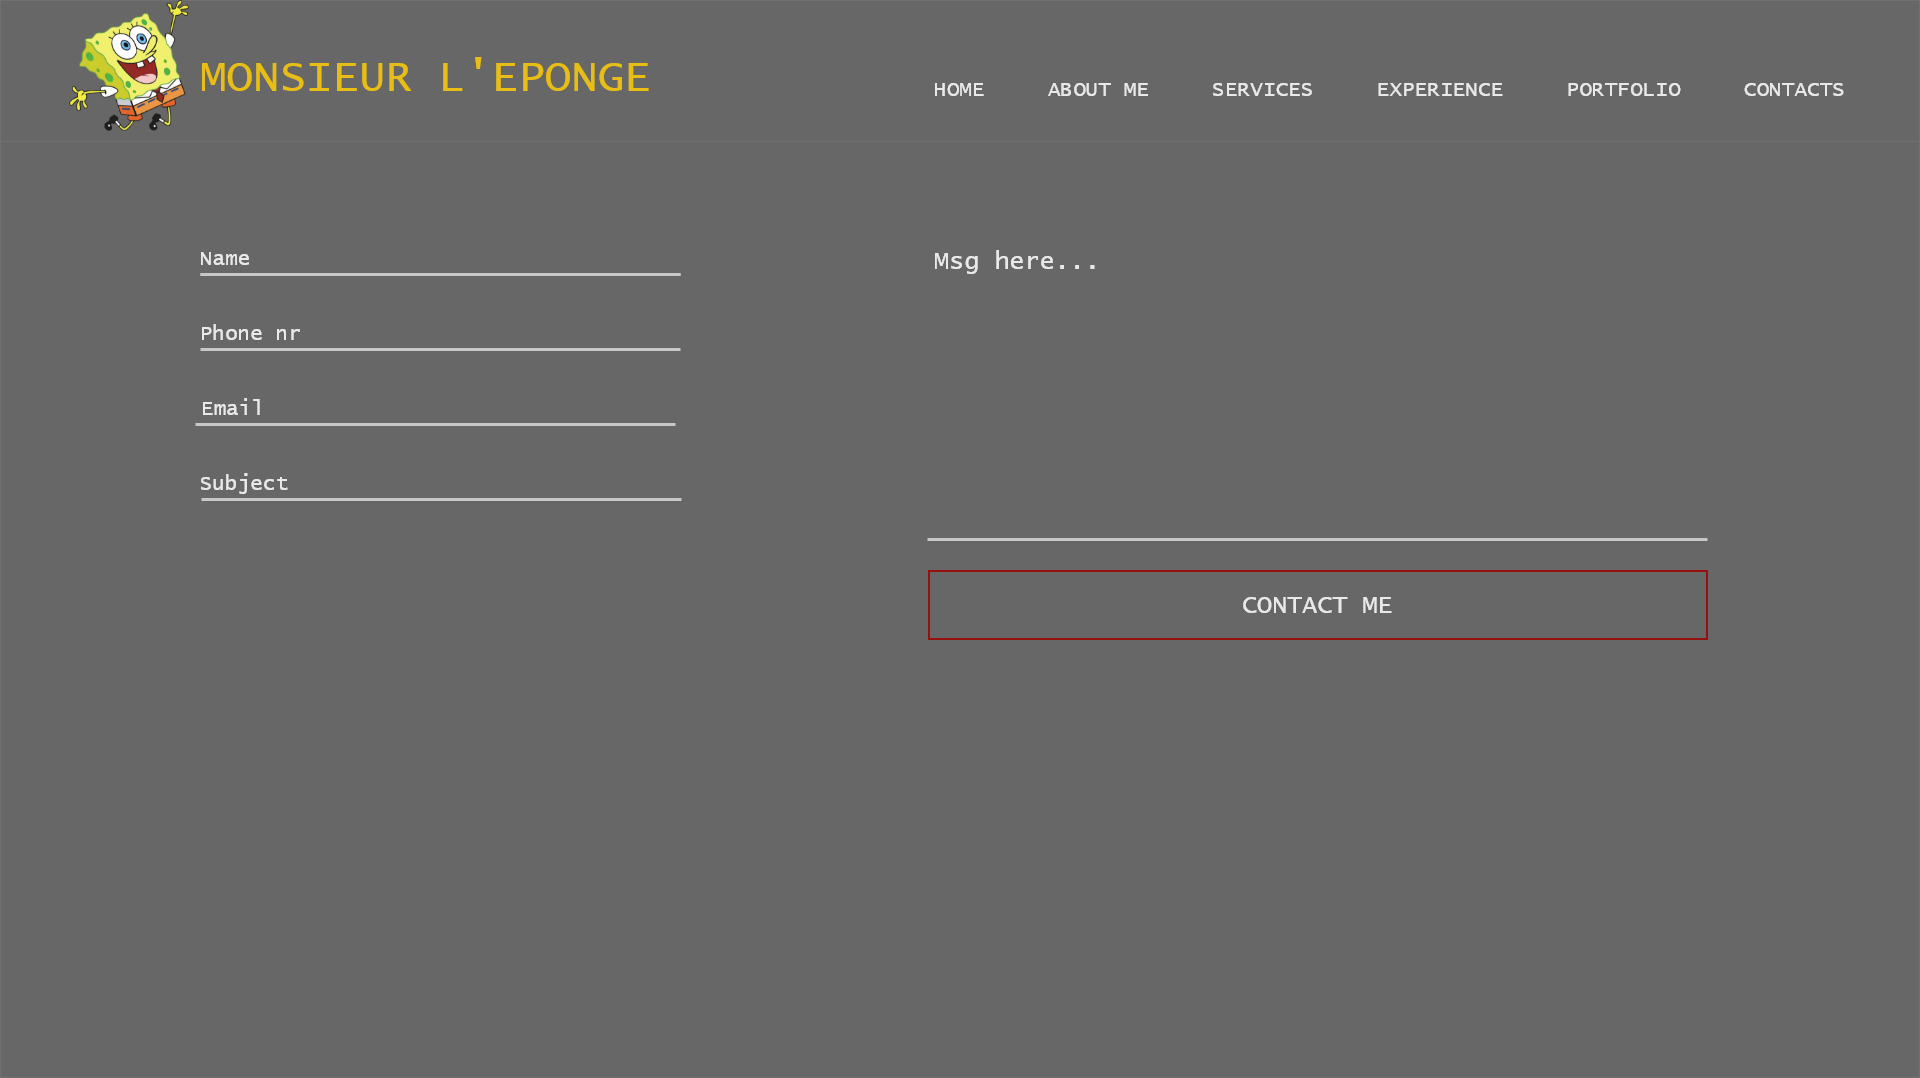 MONSIEUR L'EPONGE
HOME ABOUT ME SERVICES EXPERIENCE PORTFOLIO CONTACTS
Name
Phone nr
Email
Subject
Msg here...
CONTACT ME